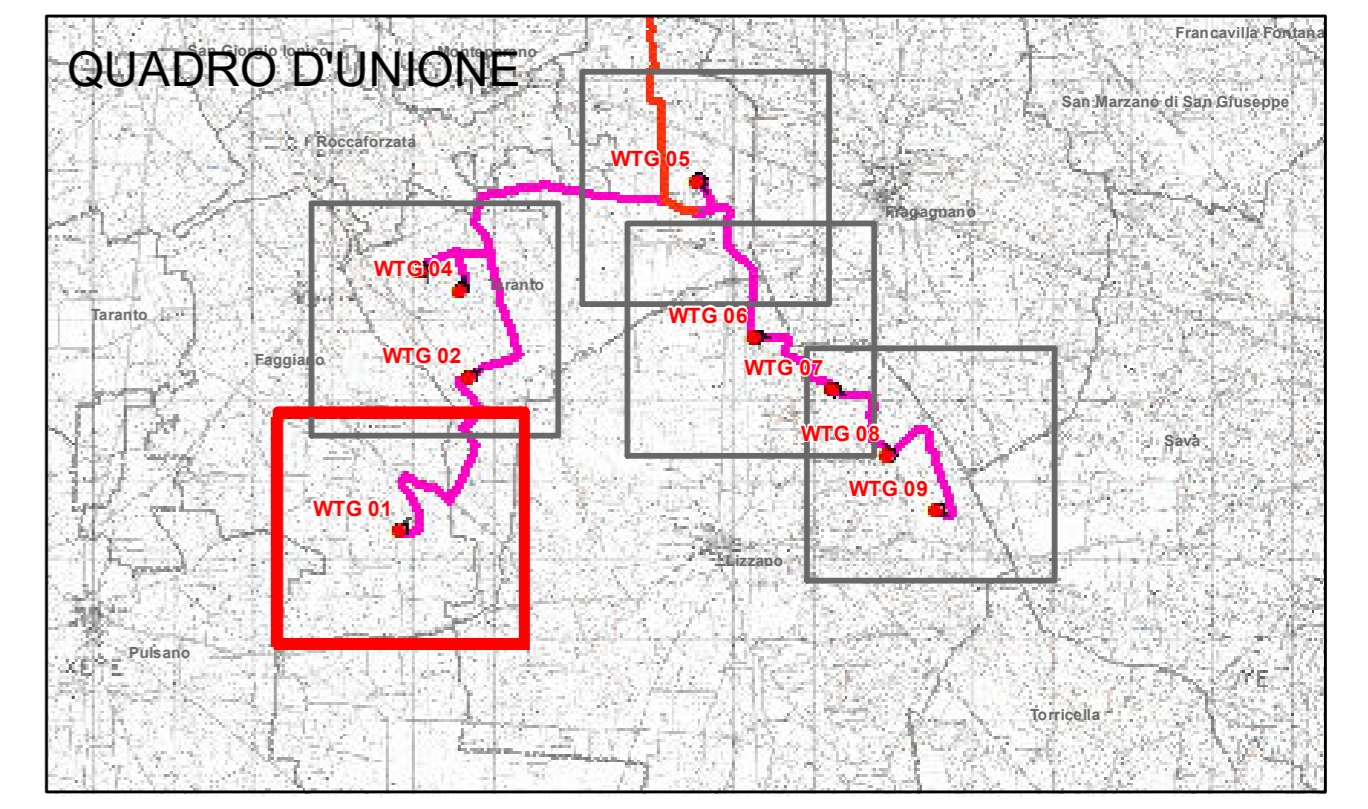 QUADRO D'UNIONE
San Giorgio Ionico
Monteparano
Francavilla Fontana
San Marzano di San Giuseppe
Roccaforzata
WTG 05
Fragagnano
WTG 04
Taranto
Taranto
WTG 06
Faggiano
WTG 02
WTG 07
WTG 08
Sava
WTG 09
WTG 01
Lizzano
Pulsano
Torricella